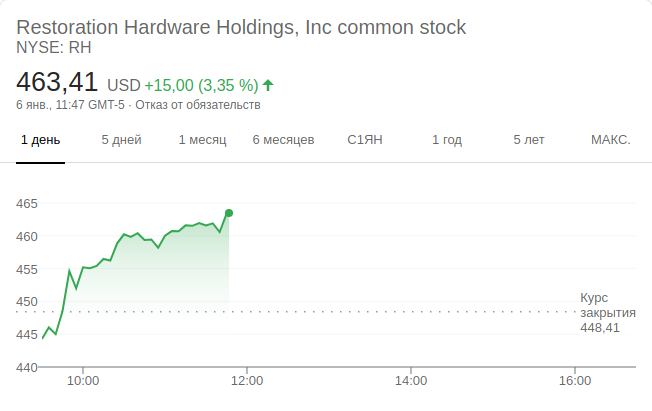 Restoration Hardware Holdings, Inc common stock
NYSE: RH
463,41 USD +15,00 (3,35 %)
6 янв., 11:47 GMT-5 · Отказ от обязательств
1 день 5 дней 1 месяц 6 месяцев С1ЯН 1 год 5 лет МАКС.
465
460
455
450
Курс
закрытия
448,41
445
440
10:00 12:00 14:00 16:00